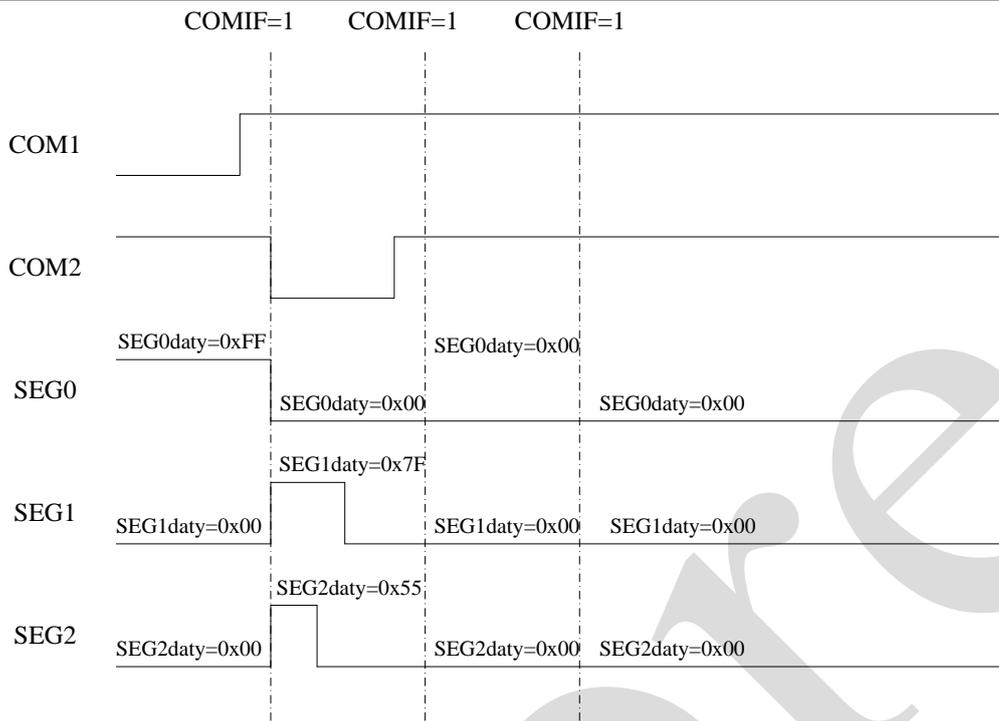 COMIF=1 COMIF=1 COMIF=1
COM1
COM2
SEG0daty=0xFF
SEG0daty=0x00
SEG0
SEG0daty=0x00
SEG0daty=0x00
SEG1daty=0x7F
SEG1
SEG1daty=0x00
SEG1daty=0x00
SEG1daty=0x00
SEG2daty=0x55
SEG2
SEG2daty=0x00
SEG2daty=0x00
SEG2daty=0x00